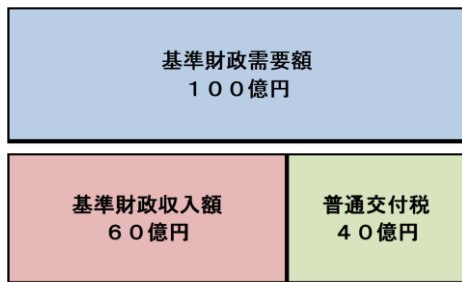 基準財政需要額
１００億円
基準財政収入額
６０億円
普通交付税
４０億円